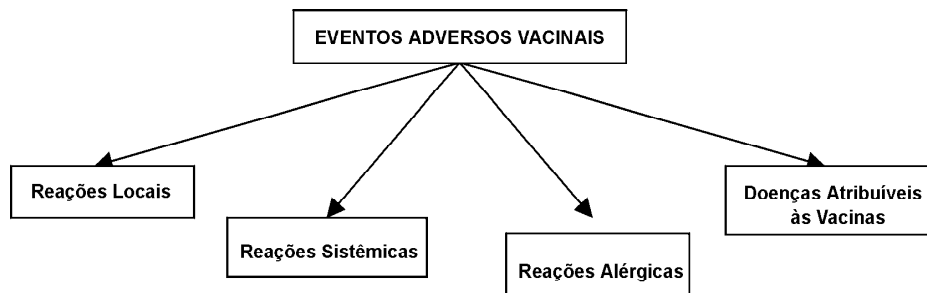 EVENTOS ADVERSOS VACINAIS
Reações Locais
Reações Sistêmicas
Reações Alérgicas
Doenças Atribuíveis
às Vacinas